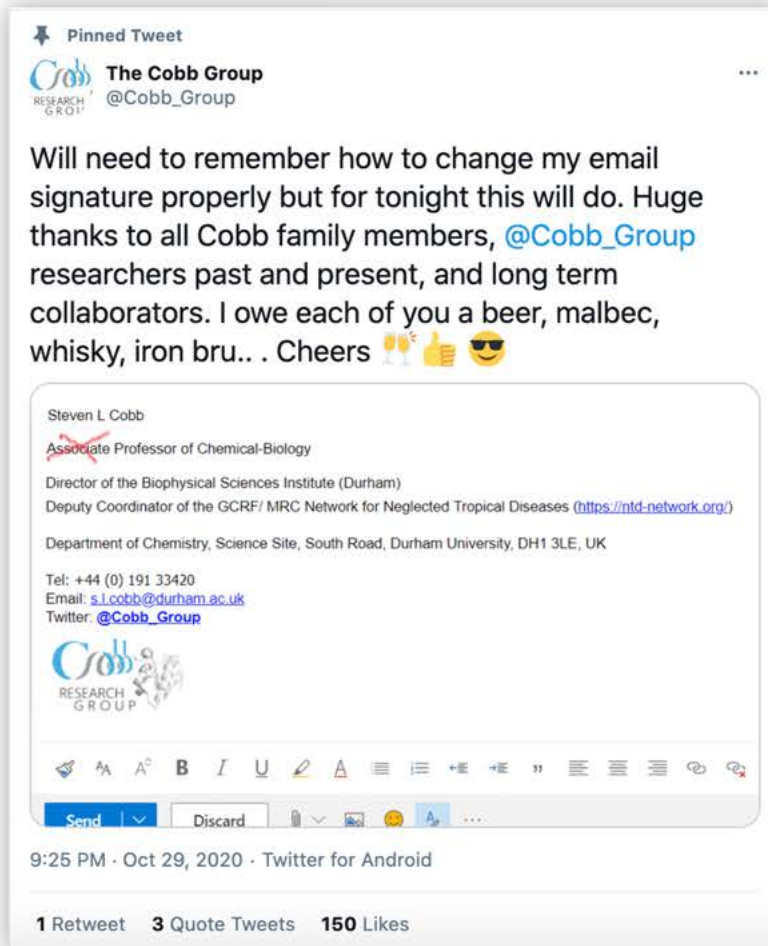 Pinned Tweet
The Cobb Group
@Cobb_Group
Cobb
RESEARCH
GROUP
Will need to remember how to change my email
signature properly but for tonight this will do. Huge
thanks to all Cobb family members, @Cobb_Group
researchers past and present, and long term
collaborators. I owe each of you a beer, malbec,
whisky, iron bru.. . Cheers 🥂👍😎
Steven L Cobb
Associate Professor of Chemical-Biology
Director of the Biophysical Sciences Institute (Durham)
Deputy Coordinator of the GCRF/ MRC Network for Neglected Tropical Diseases (https://ntd-network.org/)
Department of Chemistry, Science Site, South Road, Durham University, DH1 3LE, UK
Tel: +44 (0) 191 33420
Email: s.l.cobb@durham.ac.uk
Twitter: @Cobb_Group
Cobb
RESEARCH
GROUP
Send
Discard
9:25 PM · Oct 29, 2020 · Twitter for Android
1 Retweet 3 Quote Tweets 150 Likes